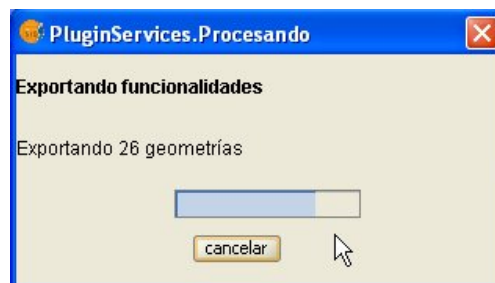 PluginServices.Procesando
Exportando funcionalidades
Exportando 26 geometrías
cancelar